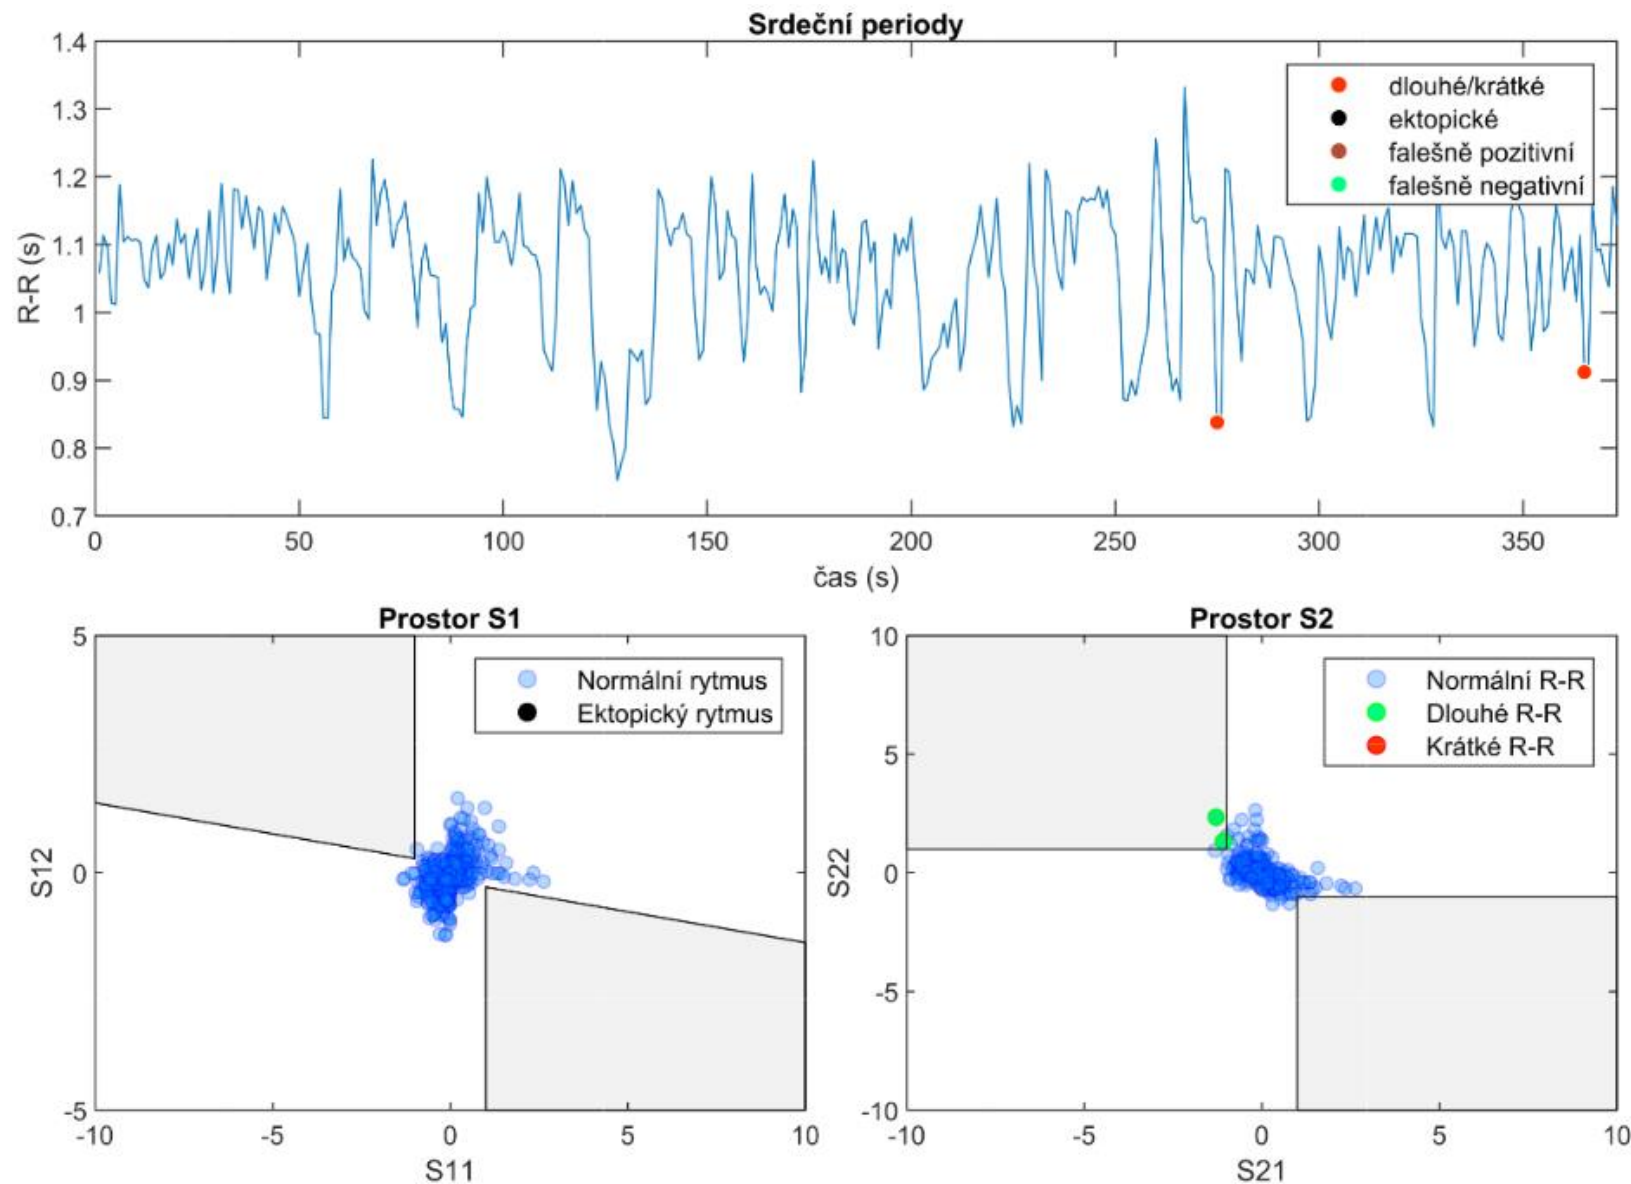 Srdeční periody
1.4
1.3
1.2
1.1
1
0.9
0.8
0.7
R-R (s)
dlouhé/krátké
ektopické
falešně pozitivní
falešně negativní
0 50 100 150 200 250 300 350
čas (s)
Prostor S1
5
0
-5
S12
Normální rytmus
Ektopický rytmus
-10 -5 0 5 10
S11
Prostor S2
10
5
0
-5
-10
S22
Normální R-R
Dlouhé R-R
Krátké R-R
-10 -5 0 5 10
S21